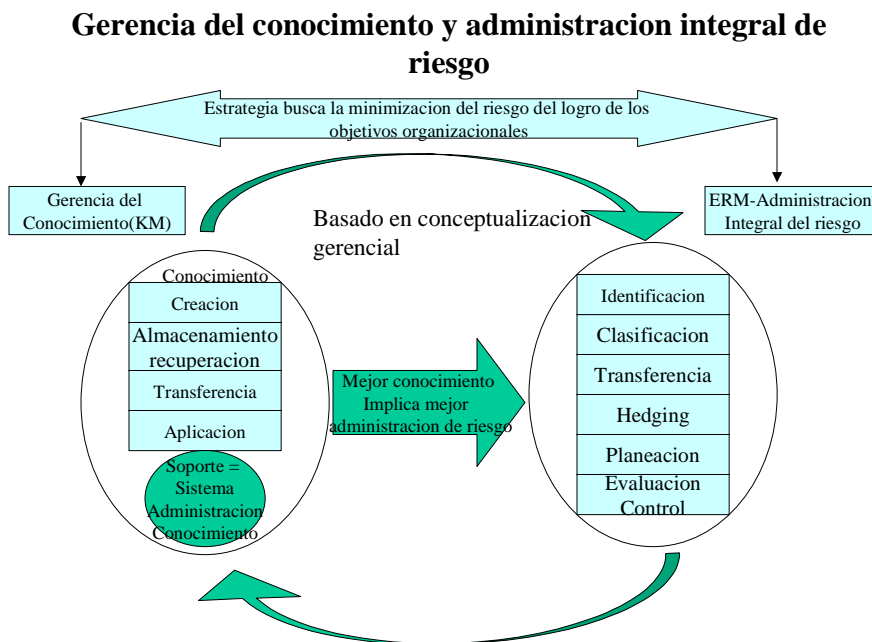 Gerencia del conocimiento y administracion integral de
riesgo
Estrategia busca la minimizacion del riesgo del logro de los
objetivos organizacionales
Gerencia del
Conocimiento(KM)
ERM-Administracion
Integral del riesgo
Basado en conceptualizacion
gerencial
Conocimiento
Creacion
Almacenamiento
recuperacion
Transferencia
Aplicacion
Soporte =
Sistema
Administracion
Conocimiento
Mejor conocimiento
Implica mejor
administracion de riesgo
Identificacion
Clasificacion
Transferencia
Hedging
Planeacion
Evaluacion
Control